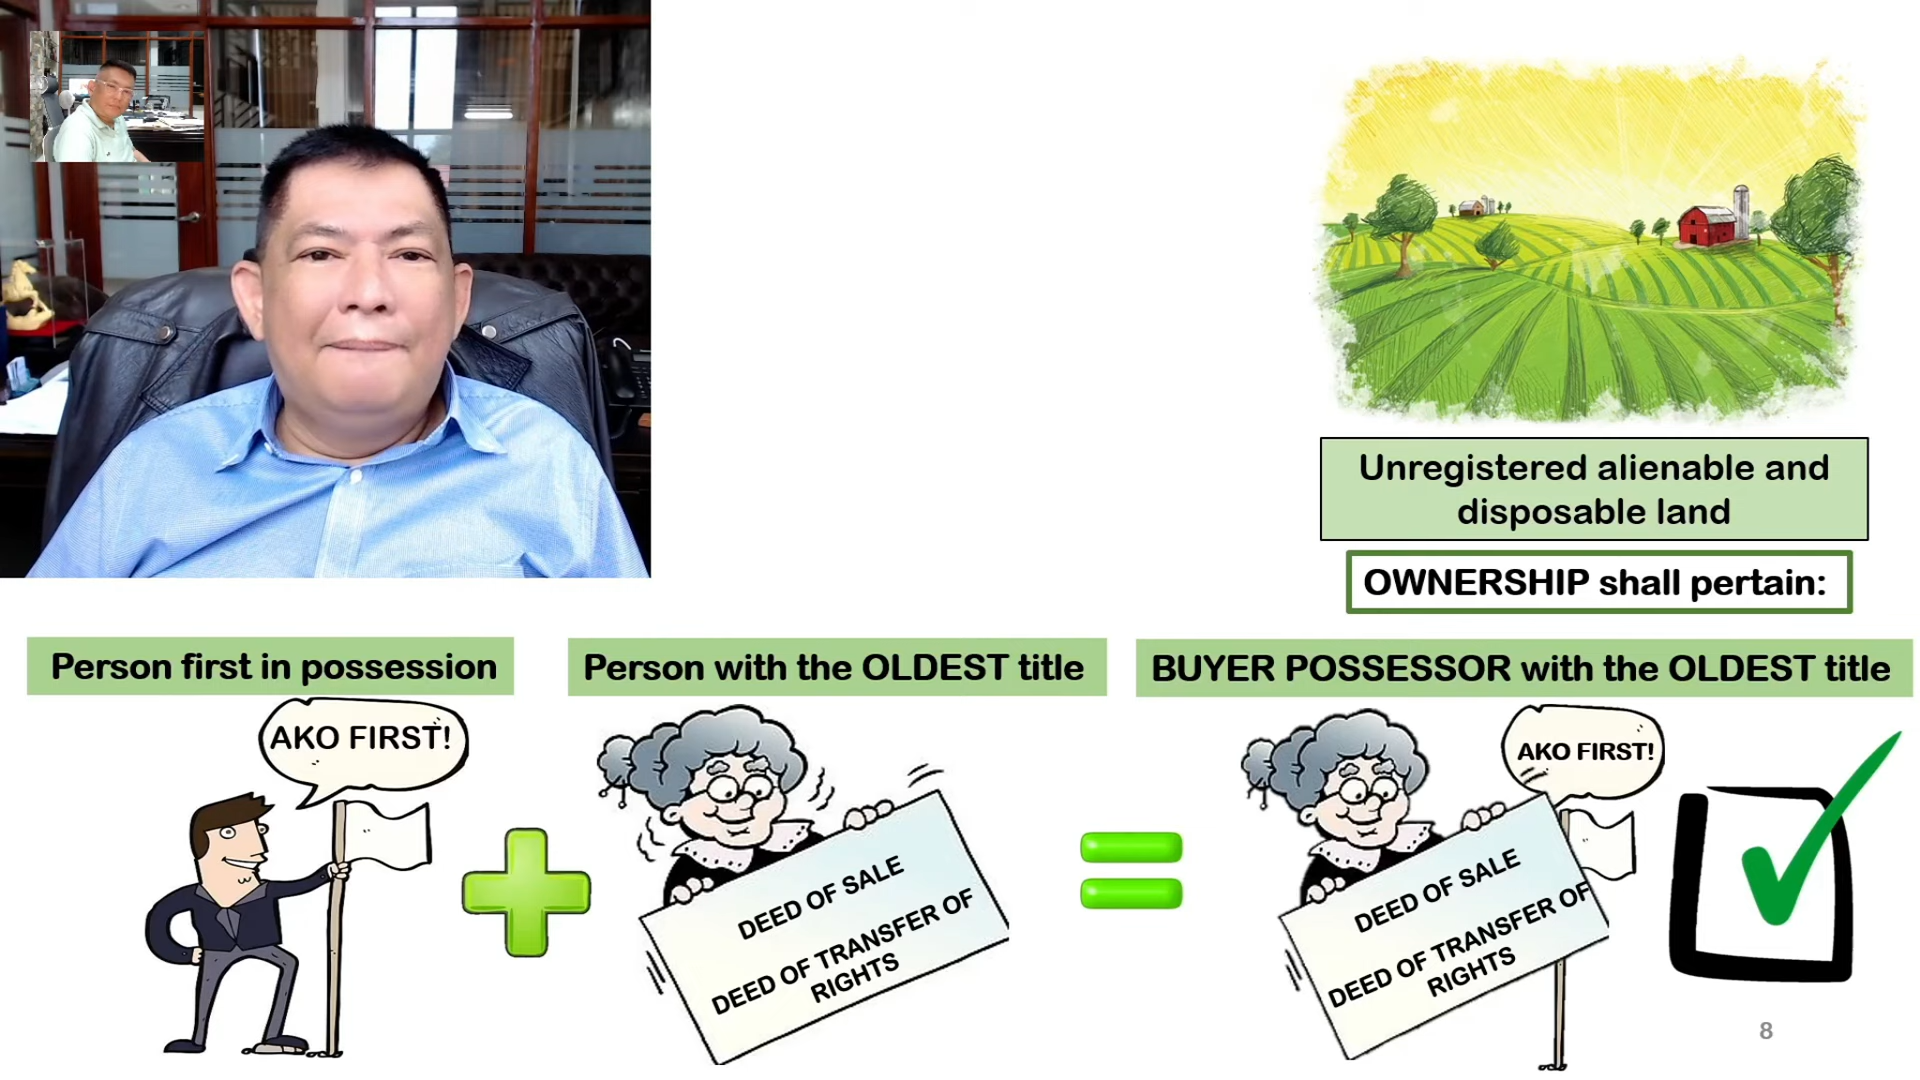 Unregistered alienable and
disposable land
OWNERSHIP shall pertain:
Person first in possession
Person with the OLDEST title
BUYER POSSESSOR with the OLDEST title
AKO FIRST!
DEED OF SALE
DEED OF TRANSFER OF
RIGHTS
AKO FIRST!
DEED OF SALE
DEED OF TRANSFER OF
RIGHTS
8